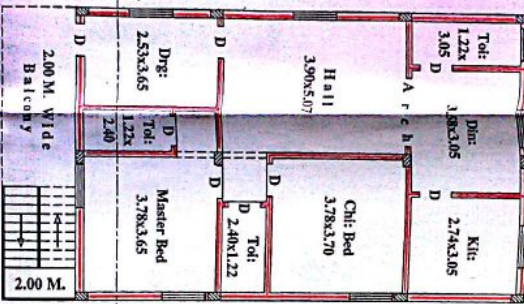 Toi:
1.22x
3.05
D
Din:
3.88x3.05
D
Kit:
2.74x3.05
Hall
3.90x5.07
Arch
Chi: Bed
3.78x3.70
D
D
Toi:
2.40x1.22
D
D
Drg:
2.53x3.65
D
D
Toi:
1.22x
2.40
Master Bed
3.78x3.65
2.00 M. Wide
Balcony
2.00 M.